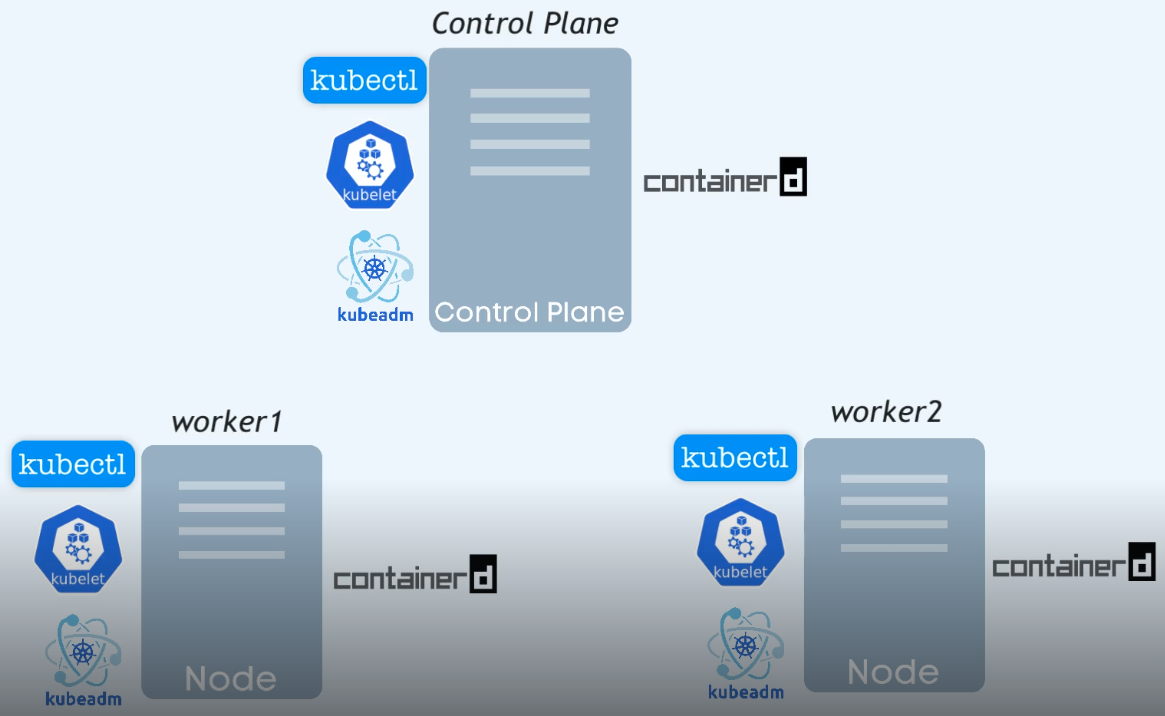 Control Plane
kubectl
kubelet
containerd
kubeadm
Control Plane
worker1
kubectl
kubelet
containerd
kubeadm
Node
worker2
kubectl
kubelet
containerd
kubeadm
Node